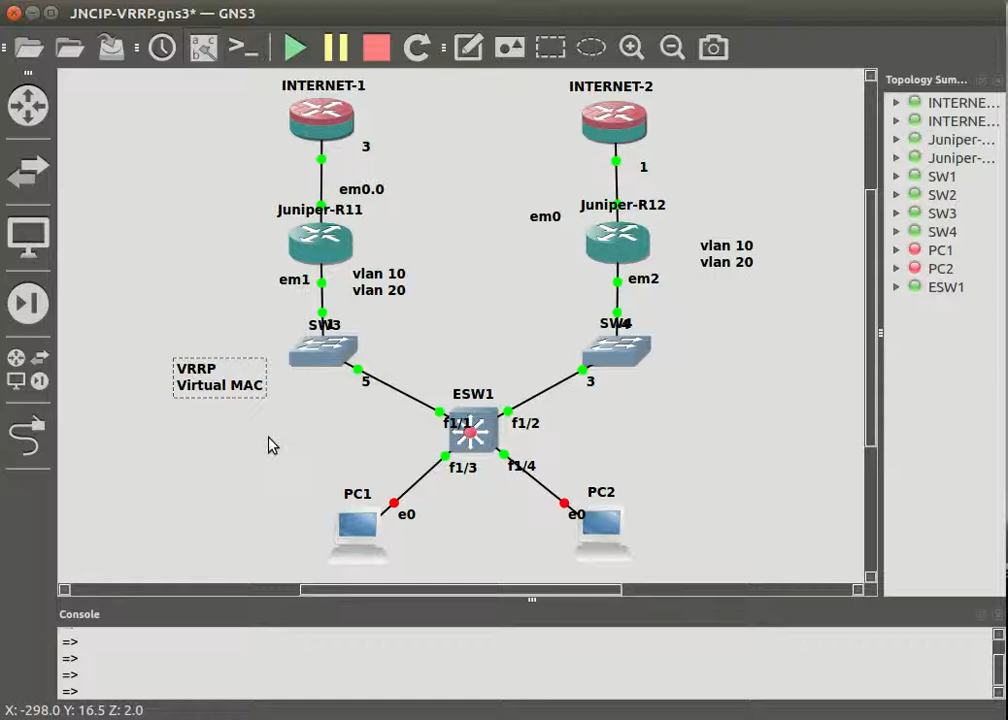 JNCIP-VRRP.gns3* — GNS3
INTERNET-1
INTERNET-2
3
1
em0.0
em0
Juniper-R11
Juniper-R12
vlan 10
vlan 20
em1
vlan 10
vlan 20
em2
SW3
SW4
VRRP
Virtual MAC
5
3
ESW1
f1/1
f1/2
f1/3
f1/4
PC1
PC2
e0
e0
Topology Sum...
INTERNE...
INTERNE...
Juniper-...
Juniper-...
SW1
SW2
SW3
SW4
PC1
PC2
ESW1
Console
=>
=>
=>
=>
X: -298.0 Y: 16.5 Z: 2.0